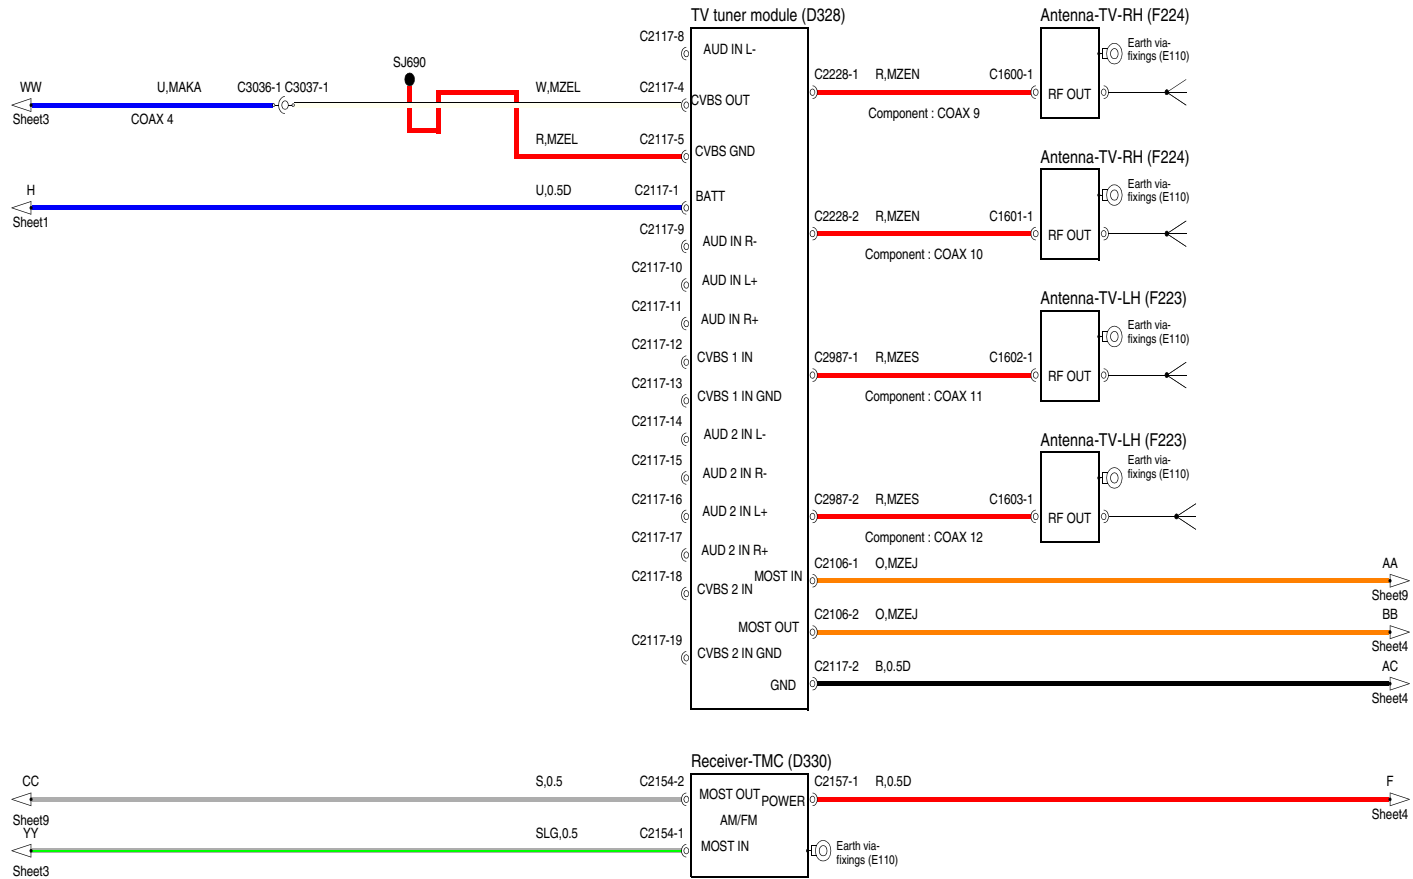 TV tuner module (D328)
Antenna-TV-RH (F224)
C2117-8
AUD IN L-
Earth via-
fixings (E110)
SJ690
C2228-1 R,MZEN C1600-1
WW U,MAKA C3036-1 C3037-1 W,MZEL C2117-4
CVBS OUT
RF OUT
Sheet3 COAX 4
Component : COAX 9
R,MZEL C2117-5
CVBS GND
Antenna-TV-RH (F224)
Earth via-
fixings (E110)
H U,0.5D C2117-1
BATT
Sheet1
C2228-2 R,MZEN C1601-1
C2117-9
AUD IN R-
RF OUT
Component : COAX 10
C2117-10
AUD IN L+
Antenna-TV-LH (F223)
C2117-11
AUD IN R+
Earth via-
fixings (E110)
C2117-12
CVBS 1 IN
C2987-1 R,MZES C1602-1
RF OUT
C2117-13
CVBS 1 IN GND
Component : COAX 11
C2117-14
AUD 2 IN L-
Antenna-TV-LH (F223)
C2117-15
AUD 2 IN R-
Earth via-
fixings (E110)
C2117-16
AUD 2 IN L+
C2987-2 R,MZES C1603-1
RF OUT
C2117-17
AUD 2 IN R+
Component : COAX 12
C2106-1 O,MZEJ AA
C2117-18
MOST IN
CVBS 2 IN
Sheet9
C2106-2 O,MZEJ BB
MOST OUT
C2117-19
CVBS 2 IN GND
Sheet4
C2117-2 B,0.5D AC
GND
Sheet4
Receiver-TMC (D330)
CC S,0.5 C2154-2
MOST OUT
POWER
C2157-1 R,0.5D F
Sheet9
AM/FM
Sheet4
YY SLG,0.5 C2154-1
MOST IN
Earth via-
fixings (E110)
Sheet3